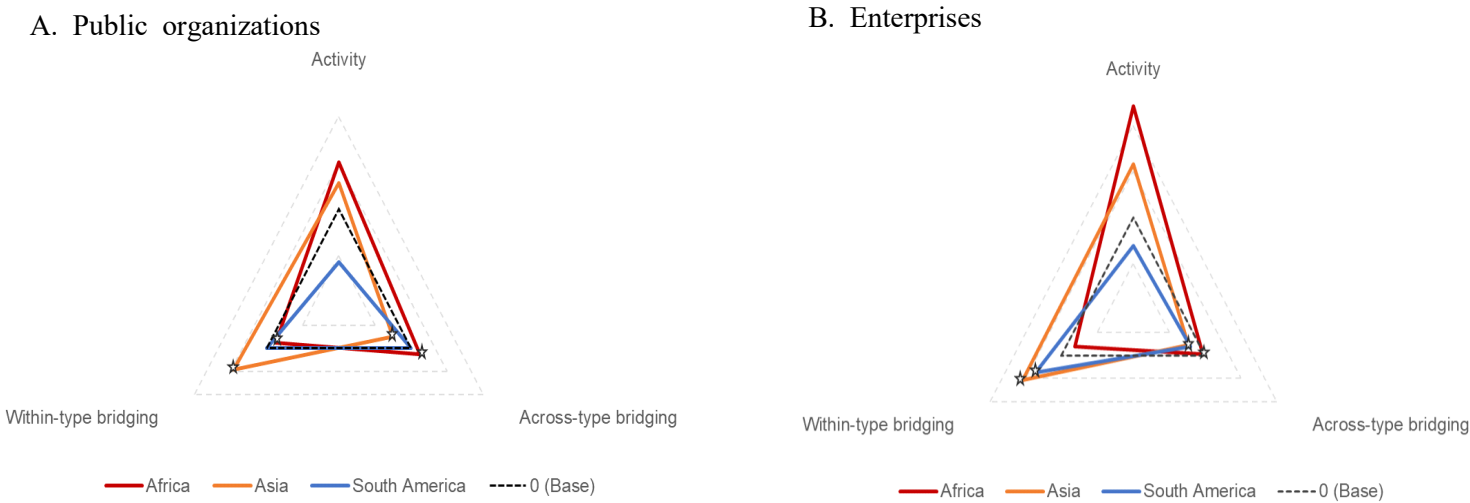 A. Public organizations
Activity
Within-type bridging
Across-type bridging
Africa
Asia
South America
0 (Base)
B. Enterprises
Activity
Within-type bridging
Across-type bridging
Africa
Asia
South America
0 (Base)